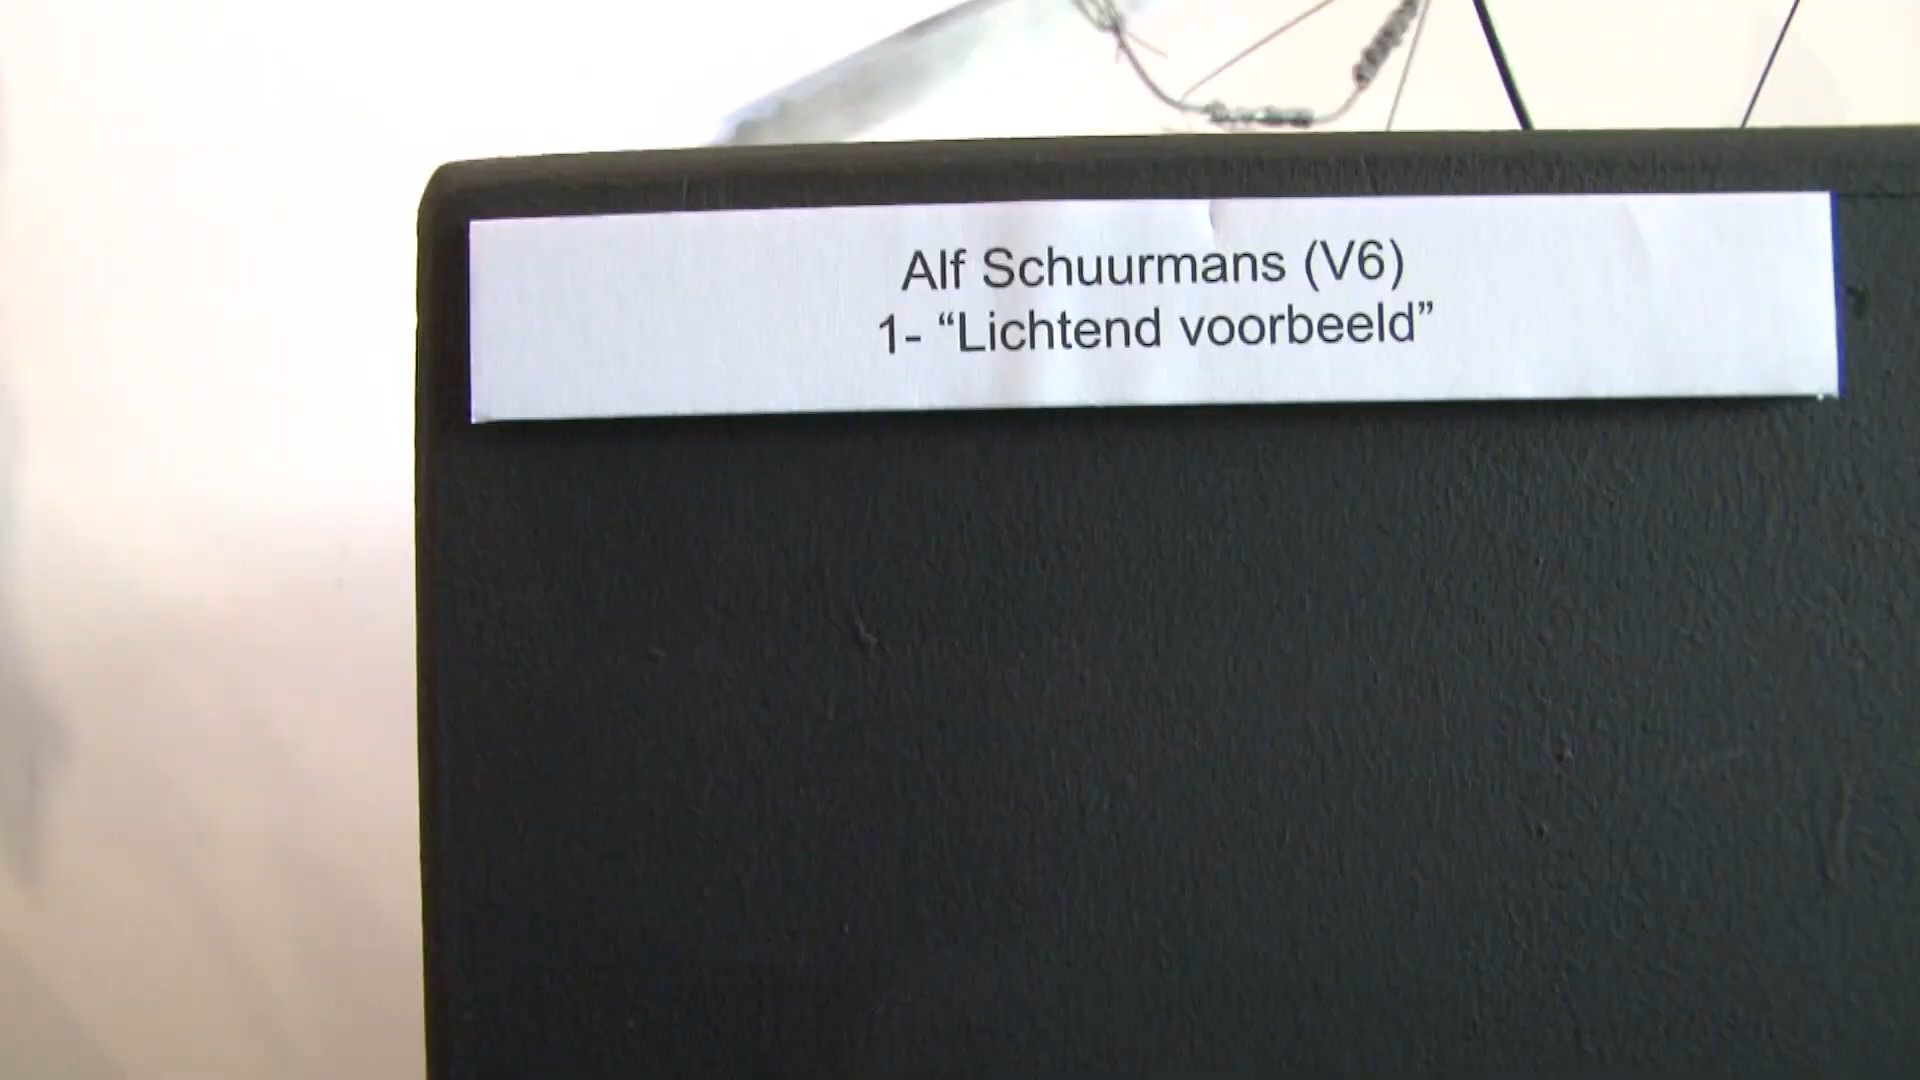 Alf Schuurmans (V6)
1- “Lichtend voorbeeld”